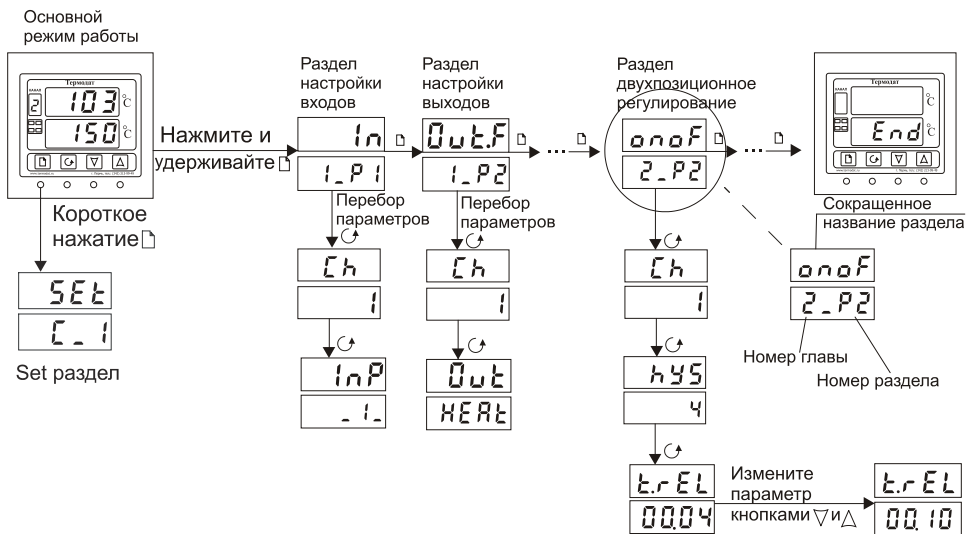 Основной
режим работы
КАНАЛ
Термодат
2
103 °C
150 °C
Нажмите и
удерживайте
Короткое
нажатие
SEt
C_1
Set раздел
Раздел
настройки
входов
In
1_P1
Перебор
параметров
Ch
1
InP
_1_
Раздел
настройки
выходов
Out.F
1_P2
Перебор
параметров
Ch
1
Out
HEAt
...
Раздел
двухпозиционное
регулирование
onoF
2_P2
Ch
1
hYS
4
t.rEL
00.04
Измените
параметр
кнопками ▽ и △
t.rEL
00.10
...
КАНАЛ
Термодат
°C
End °C
Сокращенное
название раздела
onoF
2_P2
Номер главы
Номер раздела